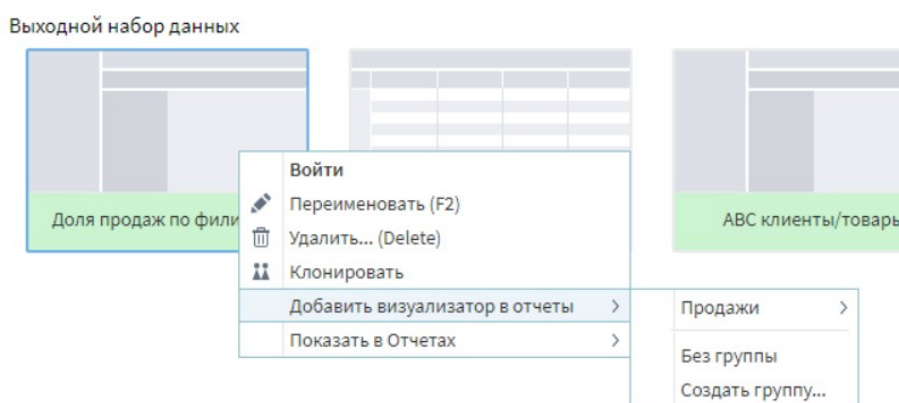 Выходной набор данных
Доля продаж по фили
ABC клиенты/товары
Войти
Переименовать (F2)
Удалить... (Delete)
Клонировать
Добавить визуализатор в отчеты
Показать в Отчетах
Продажи
Без группы
Создать группу...